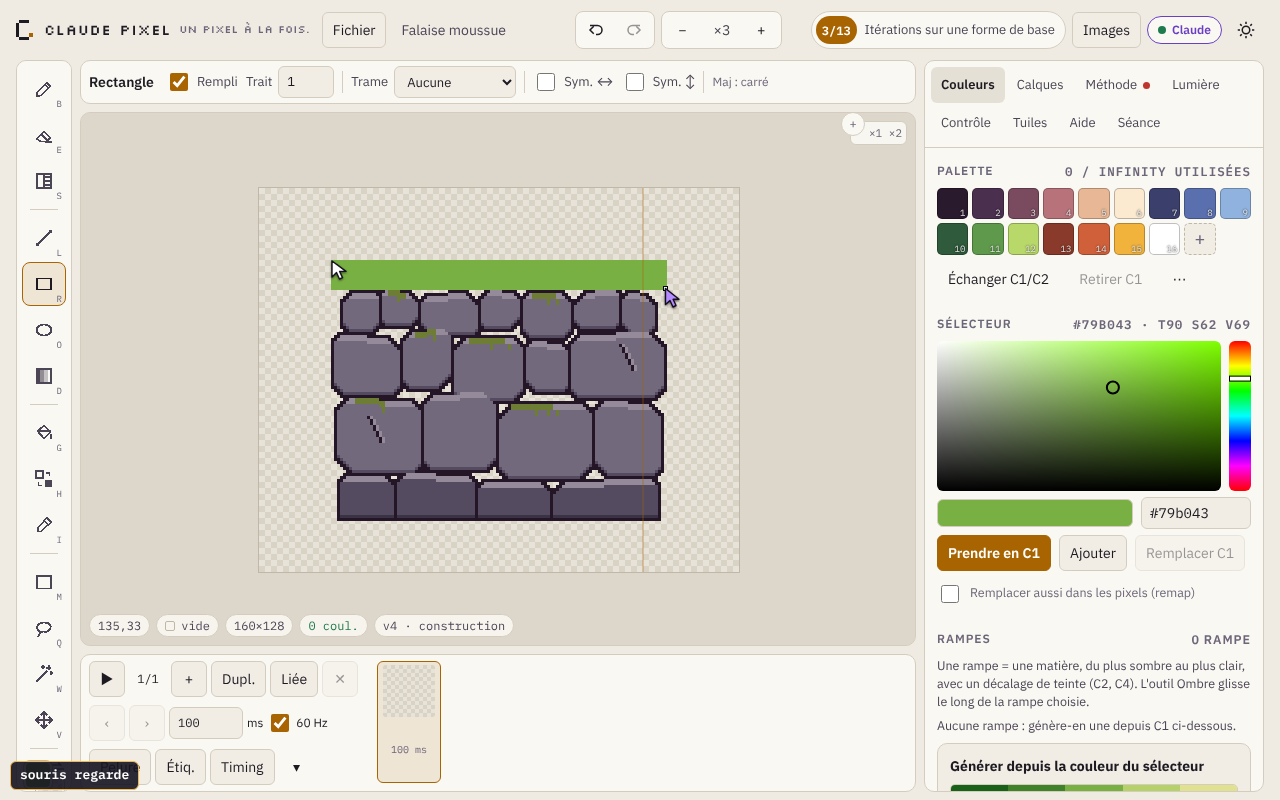 CLAUDE PIXEL UN PIXEL À LA FOIS. Fichier Falaise moussue − ×3 + 3/13 Itérations sur une forme de base Images Claude
Rectangle Rempli Trait 1 Trame Aucune Sym. ↔ Sym. ↕ Maj : carré
Couleurs Calques Méthode Lumière
Contrôle Tuiles Aide Séance
B
E
S
L
R
O
D
G
H
I
M
Q
W
V
+ ×1 ×2
PALETTE 0 / INFINITY UTILISÉES
1 2 3 4 5 6 7 8 9
10 11 12 13 14 15 16 +
Échanger C1/C2 Retirer C1 ⋯
SÉLECTEUR #79B043 · T90 S62 V69
#79b043
Prendre en C1 Ajouter Remplacer C1
Remplacer aussi dans les pixels (remap)
RAMPES 0 RAMPE
Une rampe = une matière, du plus sombre au plus clair,
avec un décalage de teinte (C2, C4). L'outil Ombre glisse
le long de la rampe choisie.
Aucune rampe : génère-en une depuis C1 ci-dessous.
Générer depuis la couleur du sélecteur
135,33 vide 160×128 0 coul. v4 · construction
1/1 + Dupl. Liée ✕
‹ › 100 ms 60 Hz
Étiq. Timing ▾
100 ms
souris regarde